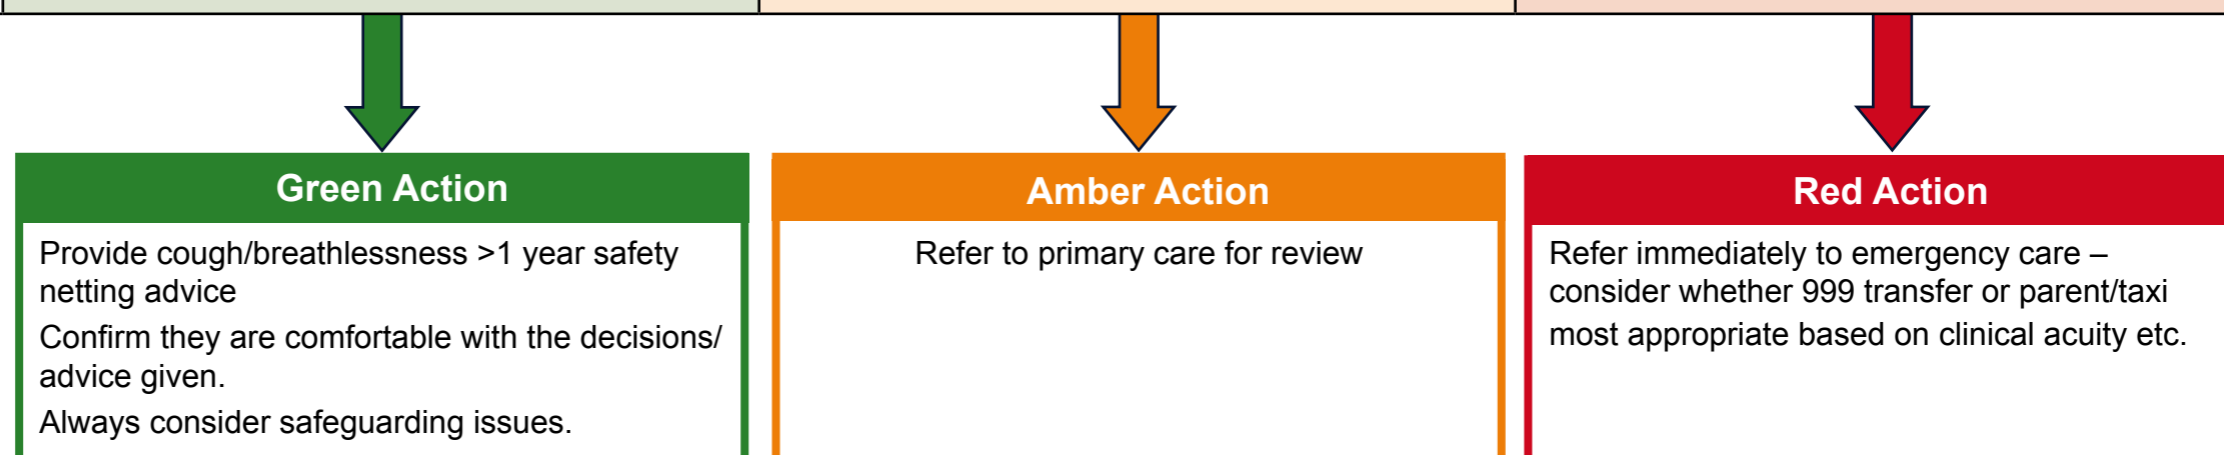 Green Action
Provide cough/breathlessness >1 year safety
netting advice
Confirm they are comfortable with the decisions/
advice given.
Always consider safeguarding issues.
Amber Action
Refer to primary care for review
Red Action
Refer immediately to emergency care –
consider whether 999 transfer or parent/taxi
most appropriate based on clinical acuity etc.